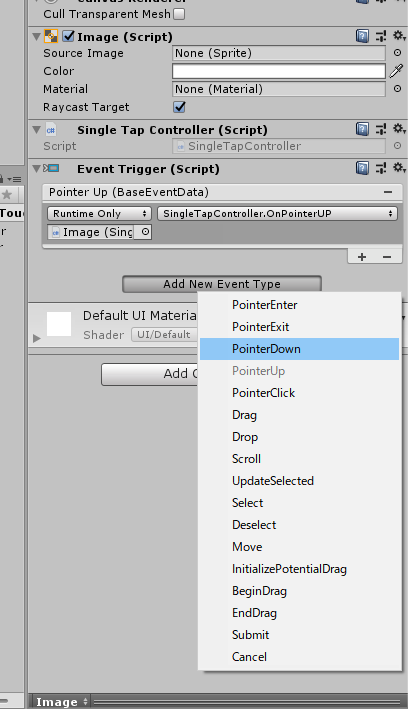 Cull Transparent Mesh
Image (Script)
Source Image
None (Sprite)
Color
Material
None (Material)
Raycast Target
Single Tap Controller (Script)
Script
SingleTapController
Event Trigger (Script)
Pointer Up (BaseEventData)
Runtime Only
SingleTapController.OnPointerUP
Image (Sing
Add New Event Type
PointerEnter
PointerExit
PointerDown
PointerUp
PointerClick
Drag
Drop
Scroll
UpdateSelected
Select
Deselect
Move
InitializePotentialDrag
BeginDrag
EndDrag
Submit
Cancel
Default UI Materia
Shader
UI/Default
Add C
Tou
Image